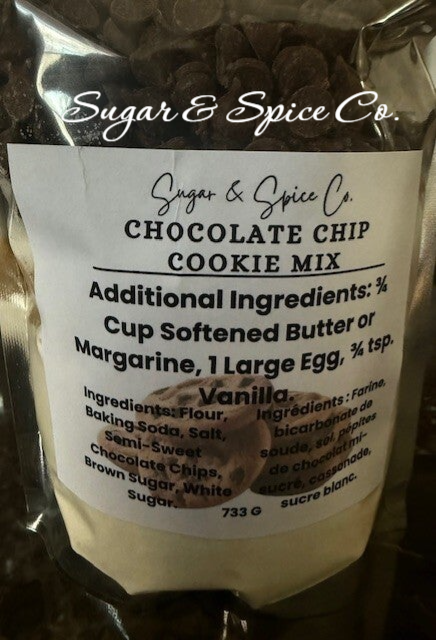 Sugar & Spice Co.
Sugar & Spice Co.
CHOCOLATE CHIP
COOKIE MIX
Additional Ingredients: ¾
Cup Softened Butter or
Margarine, 1 Large Egg, ¾ tsp.
Vanilla.
Ingredients: Flour,
Baking Soda, Salt,
Semi-Sweet
Chocolate Chips,
Brown Sugar, White
Sugar.
Ingrédients : Farine,
bicarbonate de
soude, sel, pépites
de chocolat mi-
sucré, cassonade,
sucre blanc.
733 G